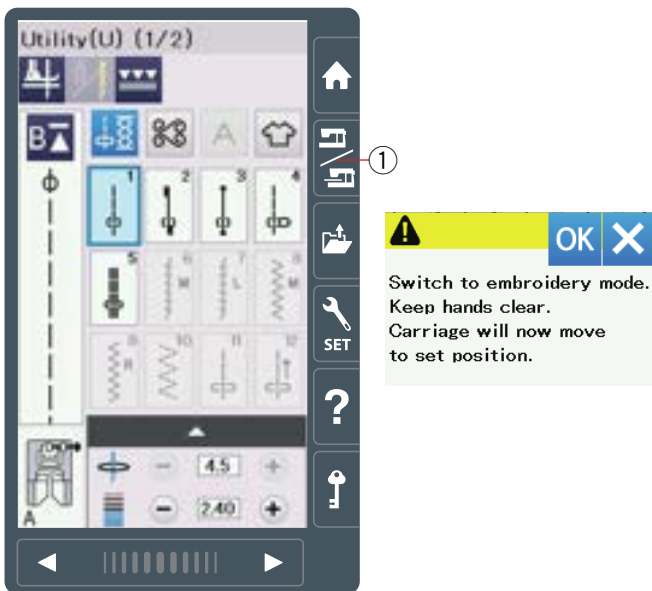 Utility(U) (1/2)
B
A
1 2 3 4
5 6 7 8
M L M
9 10 11 12
R
4.5
2.40
A
SET
?
①
OK
Switch to embroidery mode.
Keep hands clear.
Carriage will now move
to set position.